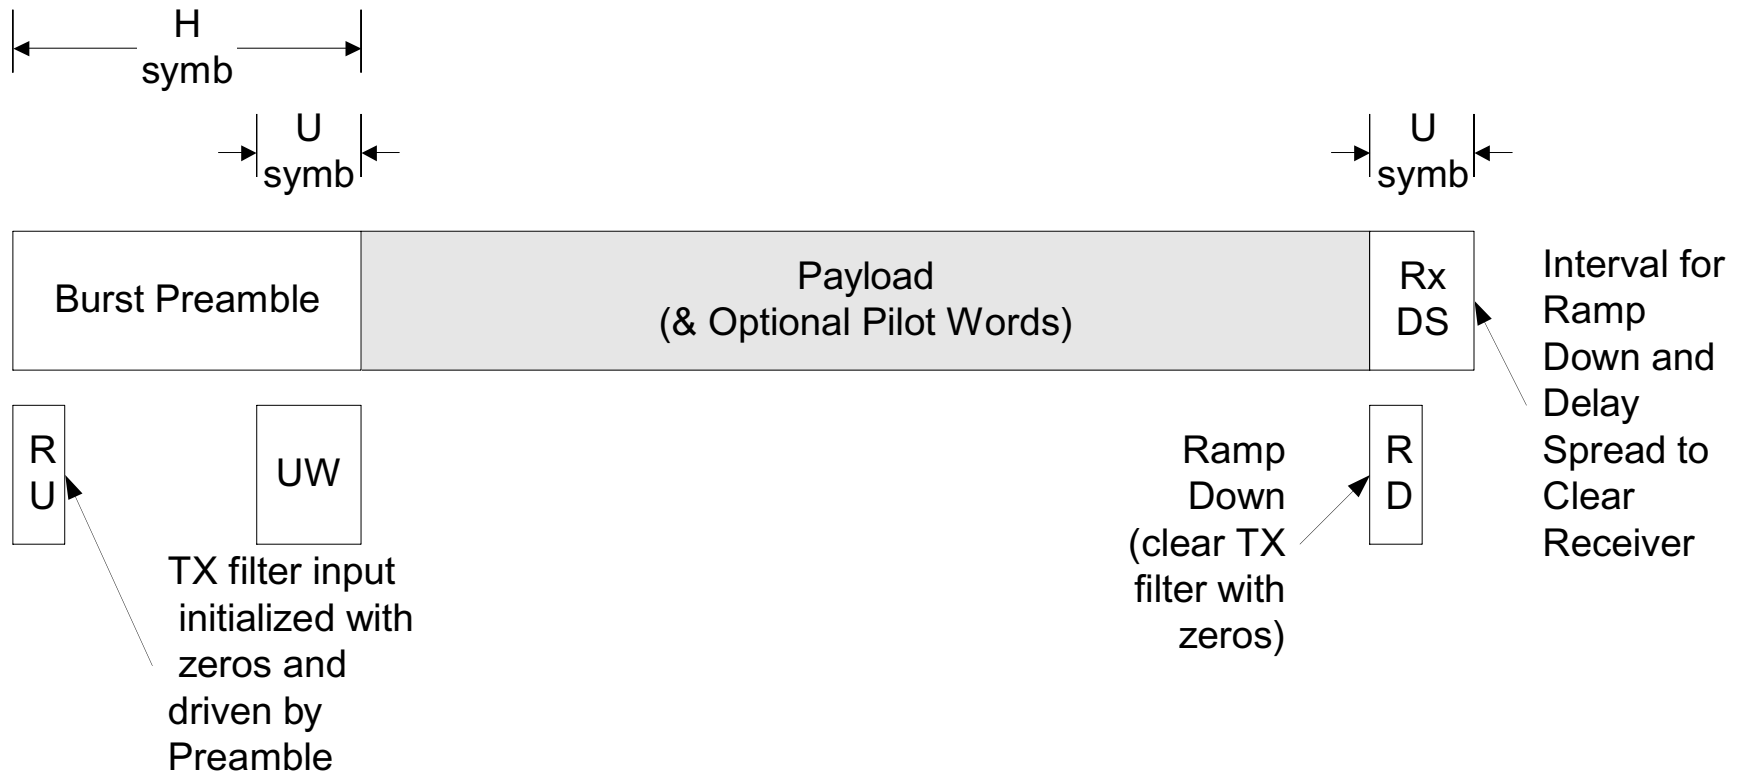 H
symb
U
symb
U
symb
Burst Preamble
Payload
(& Optional Pilot Words)
Rx
DS
Interval for
Ramp
Down and
Delay
Spread to
Clear
Receiver
R
U
UW
TX filter input
initialized with
zeros and
driven by
Preamble
Ramp
Down
(clear TX
filter with
zeros)
R
D